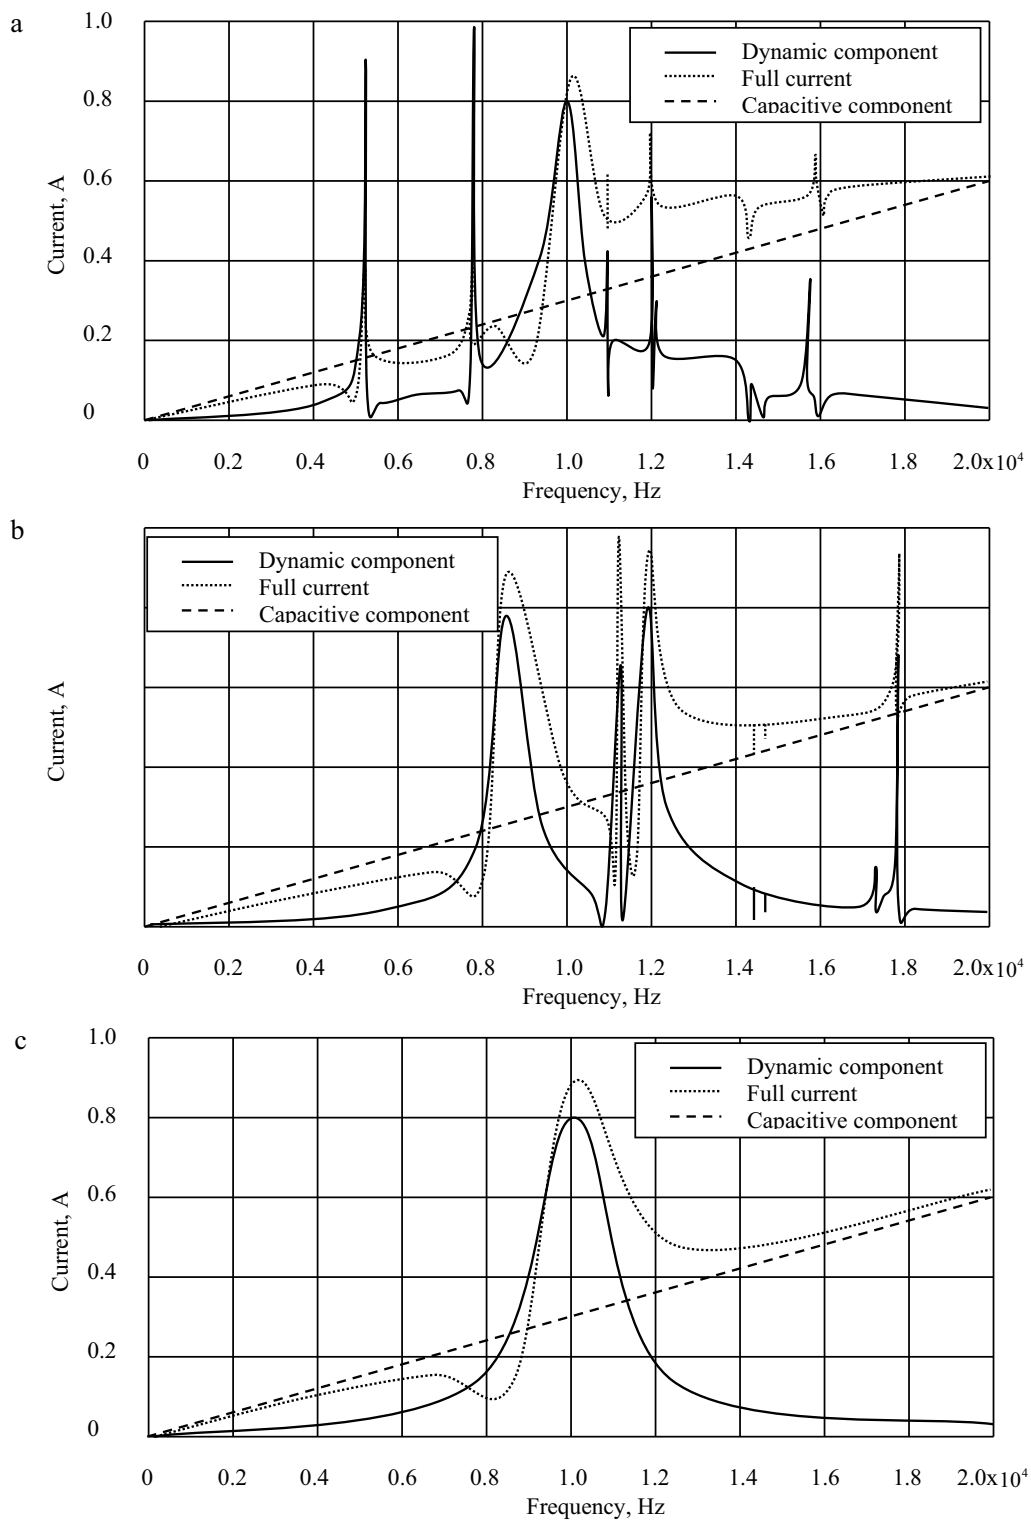 a
1.0
Dynamic component
Full current
Capacitive component
0.8
0.6
Current, A
0.4
0.2
0
0 0.2 0.4 0.6 0.8 1.0 1.2 1.4 1.6 1.8 2.0x10⁴
Frequency, Hz
b
Dynamic component
Full current
Capacitive component
Current, A
0 0.2 0.4 0.6 0.8 1.0 1.2 1.4 1.6 1.8 2.0x10⁴
Frequency, Hz
c
1.0
Dynamic component
Full current
Capacitive component
0.8
0.6
Current, A
0.4
0.2
0
0 0.2 0.4 0.6 0.8 1.0 1.2 1.4 1.6 1.8 2.0x10⁴
Frequency, Hz